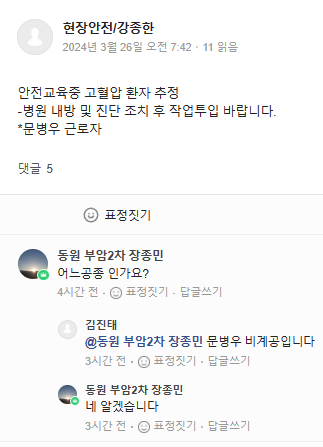 현장안전/강종한
2024년 3월 26일 오전 7:42 · 11 읽음
안전교육중 고혈압 환자 추정
-병원 내방 및 진단 조치 후 작업투입 바랍니다.
*문병우 근로자
댓글 5
표정짓기
동원 부암2차 장종민
어느공종 인가요?
4시간 전 · 표정짓기 · 답글쓰기
김진태
@동원 부암2차 장종민 문병우 비계공입니다
3시간 전 · 표정짓기 · 답글쓰기
동원 부암2차 장종민
네 알겠습니다
3시간 전 · 표정짓기 · 답글쓰기